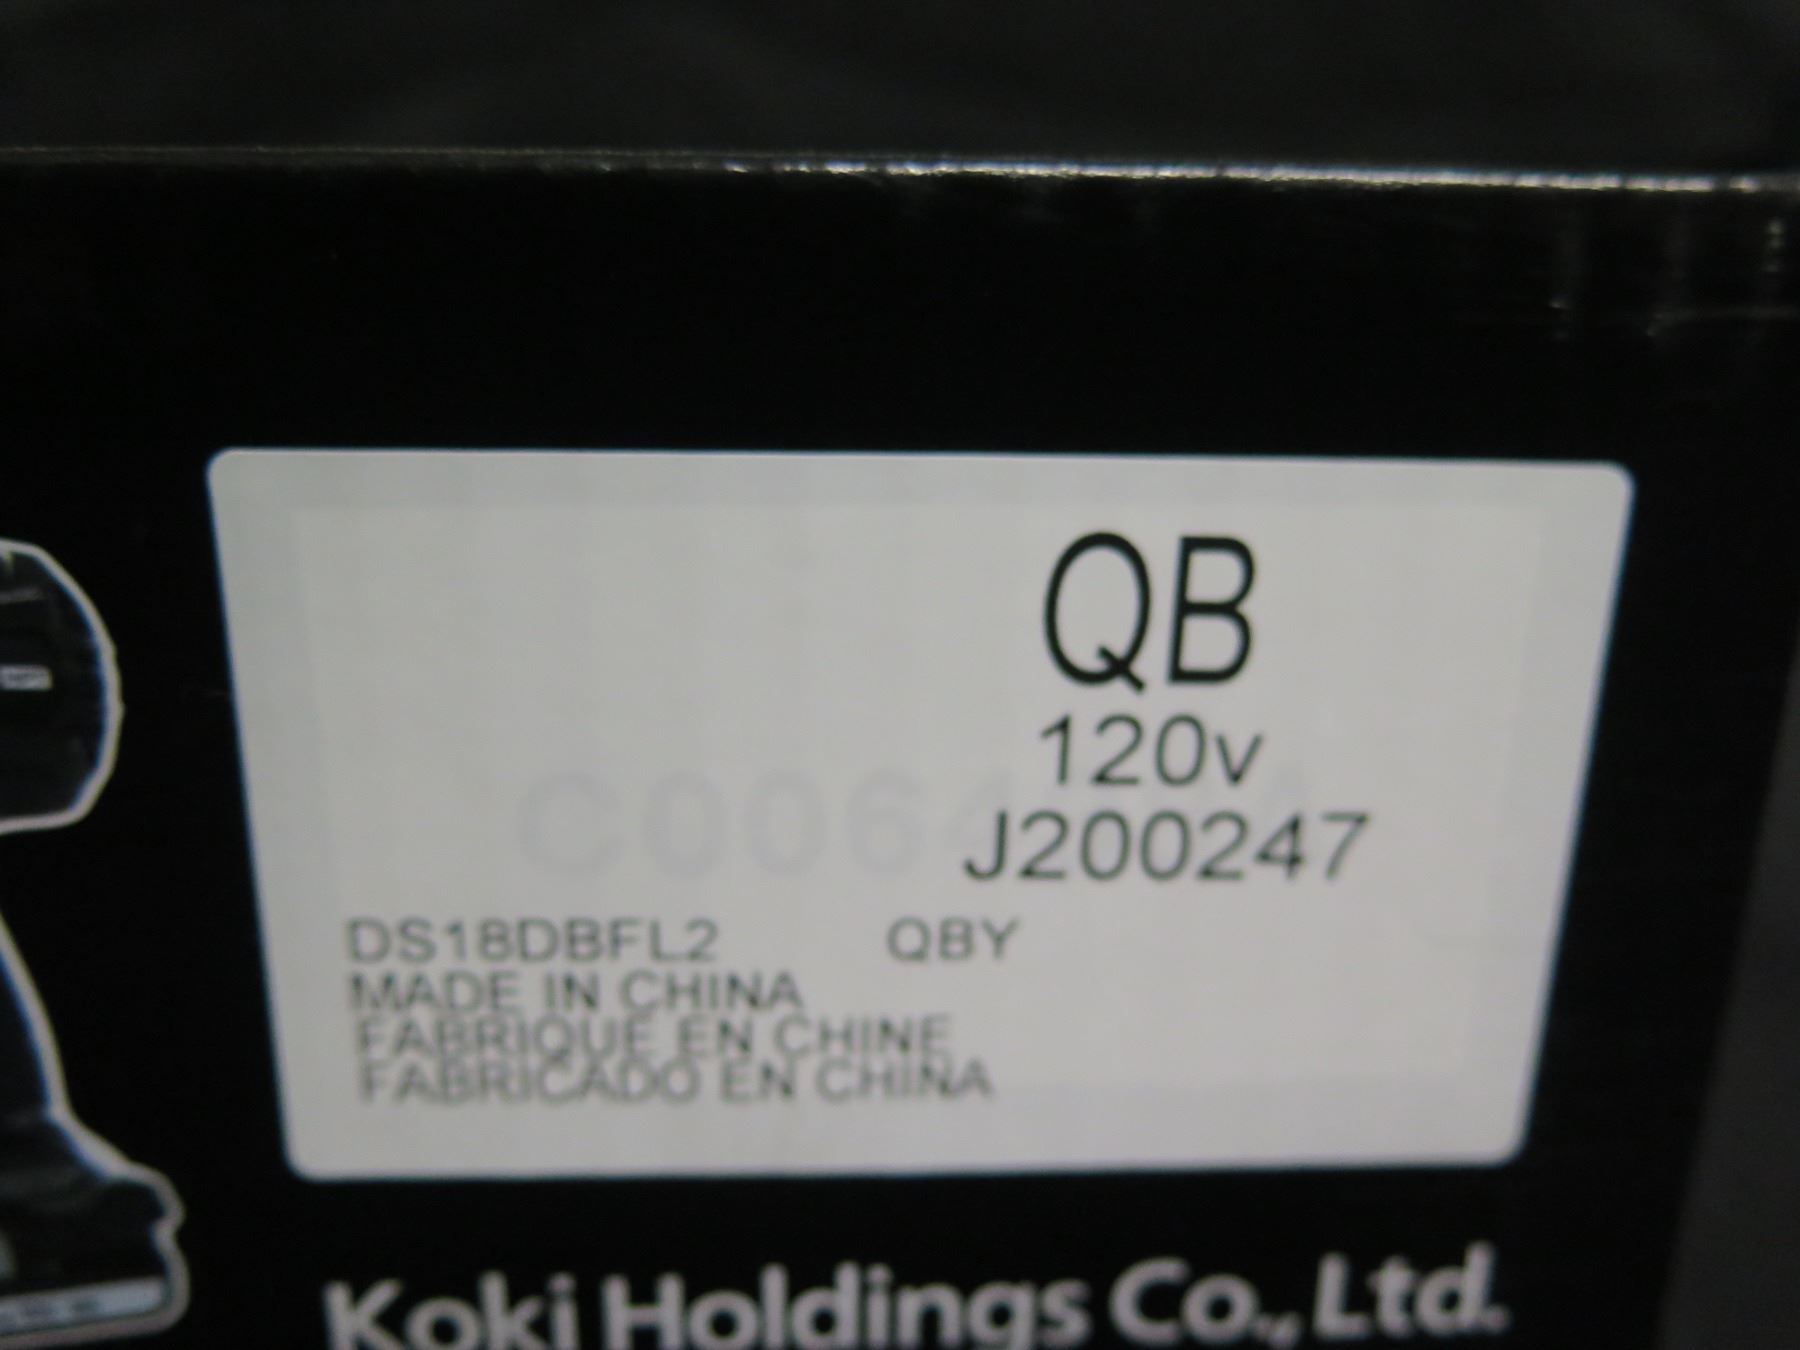 QB
120v
J200247
DS18DBFL2 QBY
MADE IN CHINA
FABRIQUE EN CHINE
FABRICADO EN CHINA
Koki Holdings Co.,Ltd.